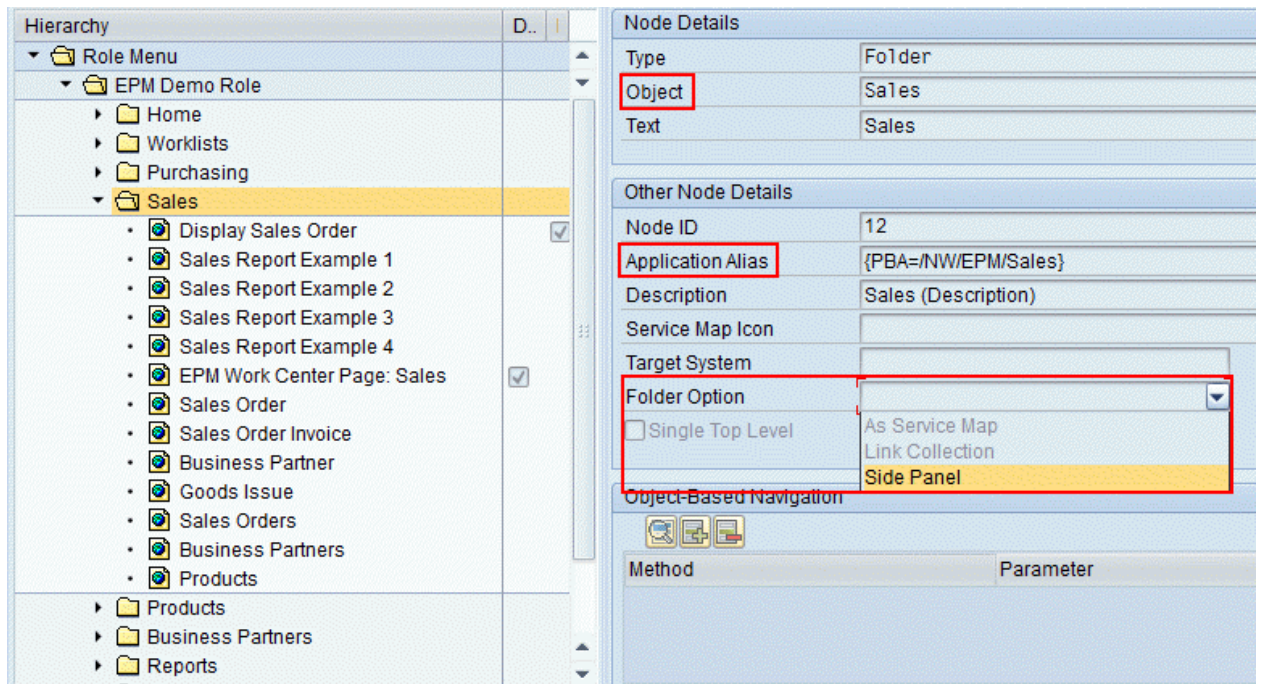 Hierarchy
D..
Role Menu
EPM Demo Role
Home
Worklists
Purchasing
Sales
Display Sales Order
Sales Report Example 1
Sales Report Example 2
Sales Report Example 3
Sales Report Example 4
EPM Work Center Page: Sales
Sales Order
Sales Order Invoice
Business Partner
Goods Issue
Sales Orders
Business Partners
Products
Products
Business Partners
Reports
Node Details
Type Folder
Object Sales
Text Sales
Other Node Details
Node ID 12
Application Alias {PBA=/NW/EPM/Sales}
Description Sales (Description)
Service Map Icon
Target System
Folder Option
Single Top Level
As Service Map
Link Collection
Side Panel
Object-Based Navigation
Method Parameter